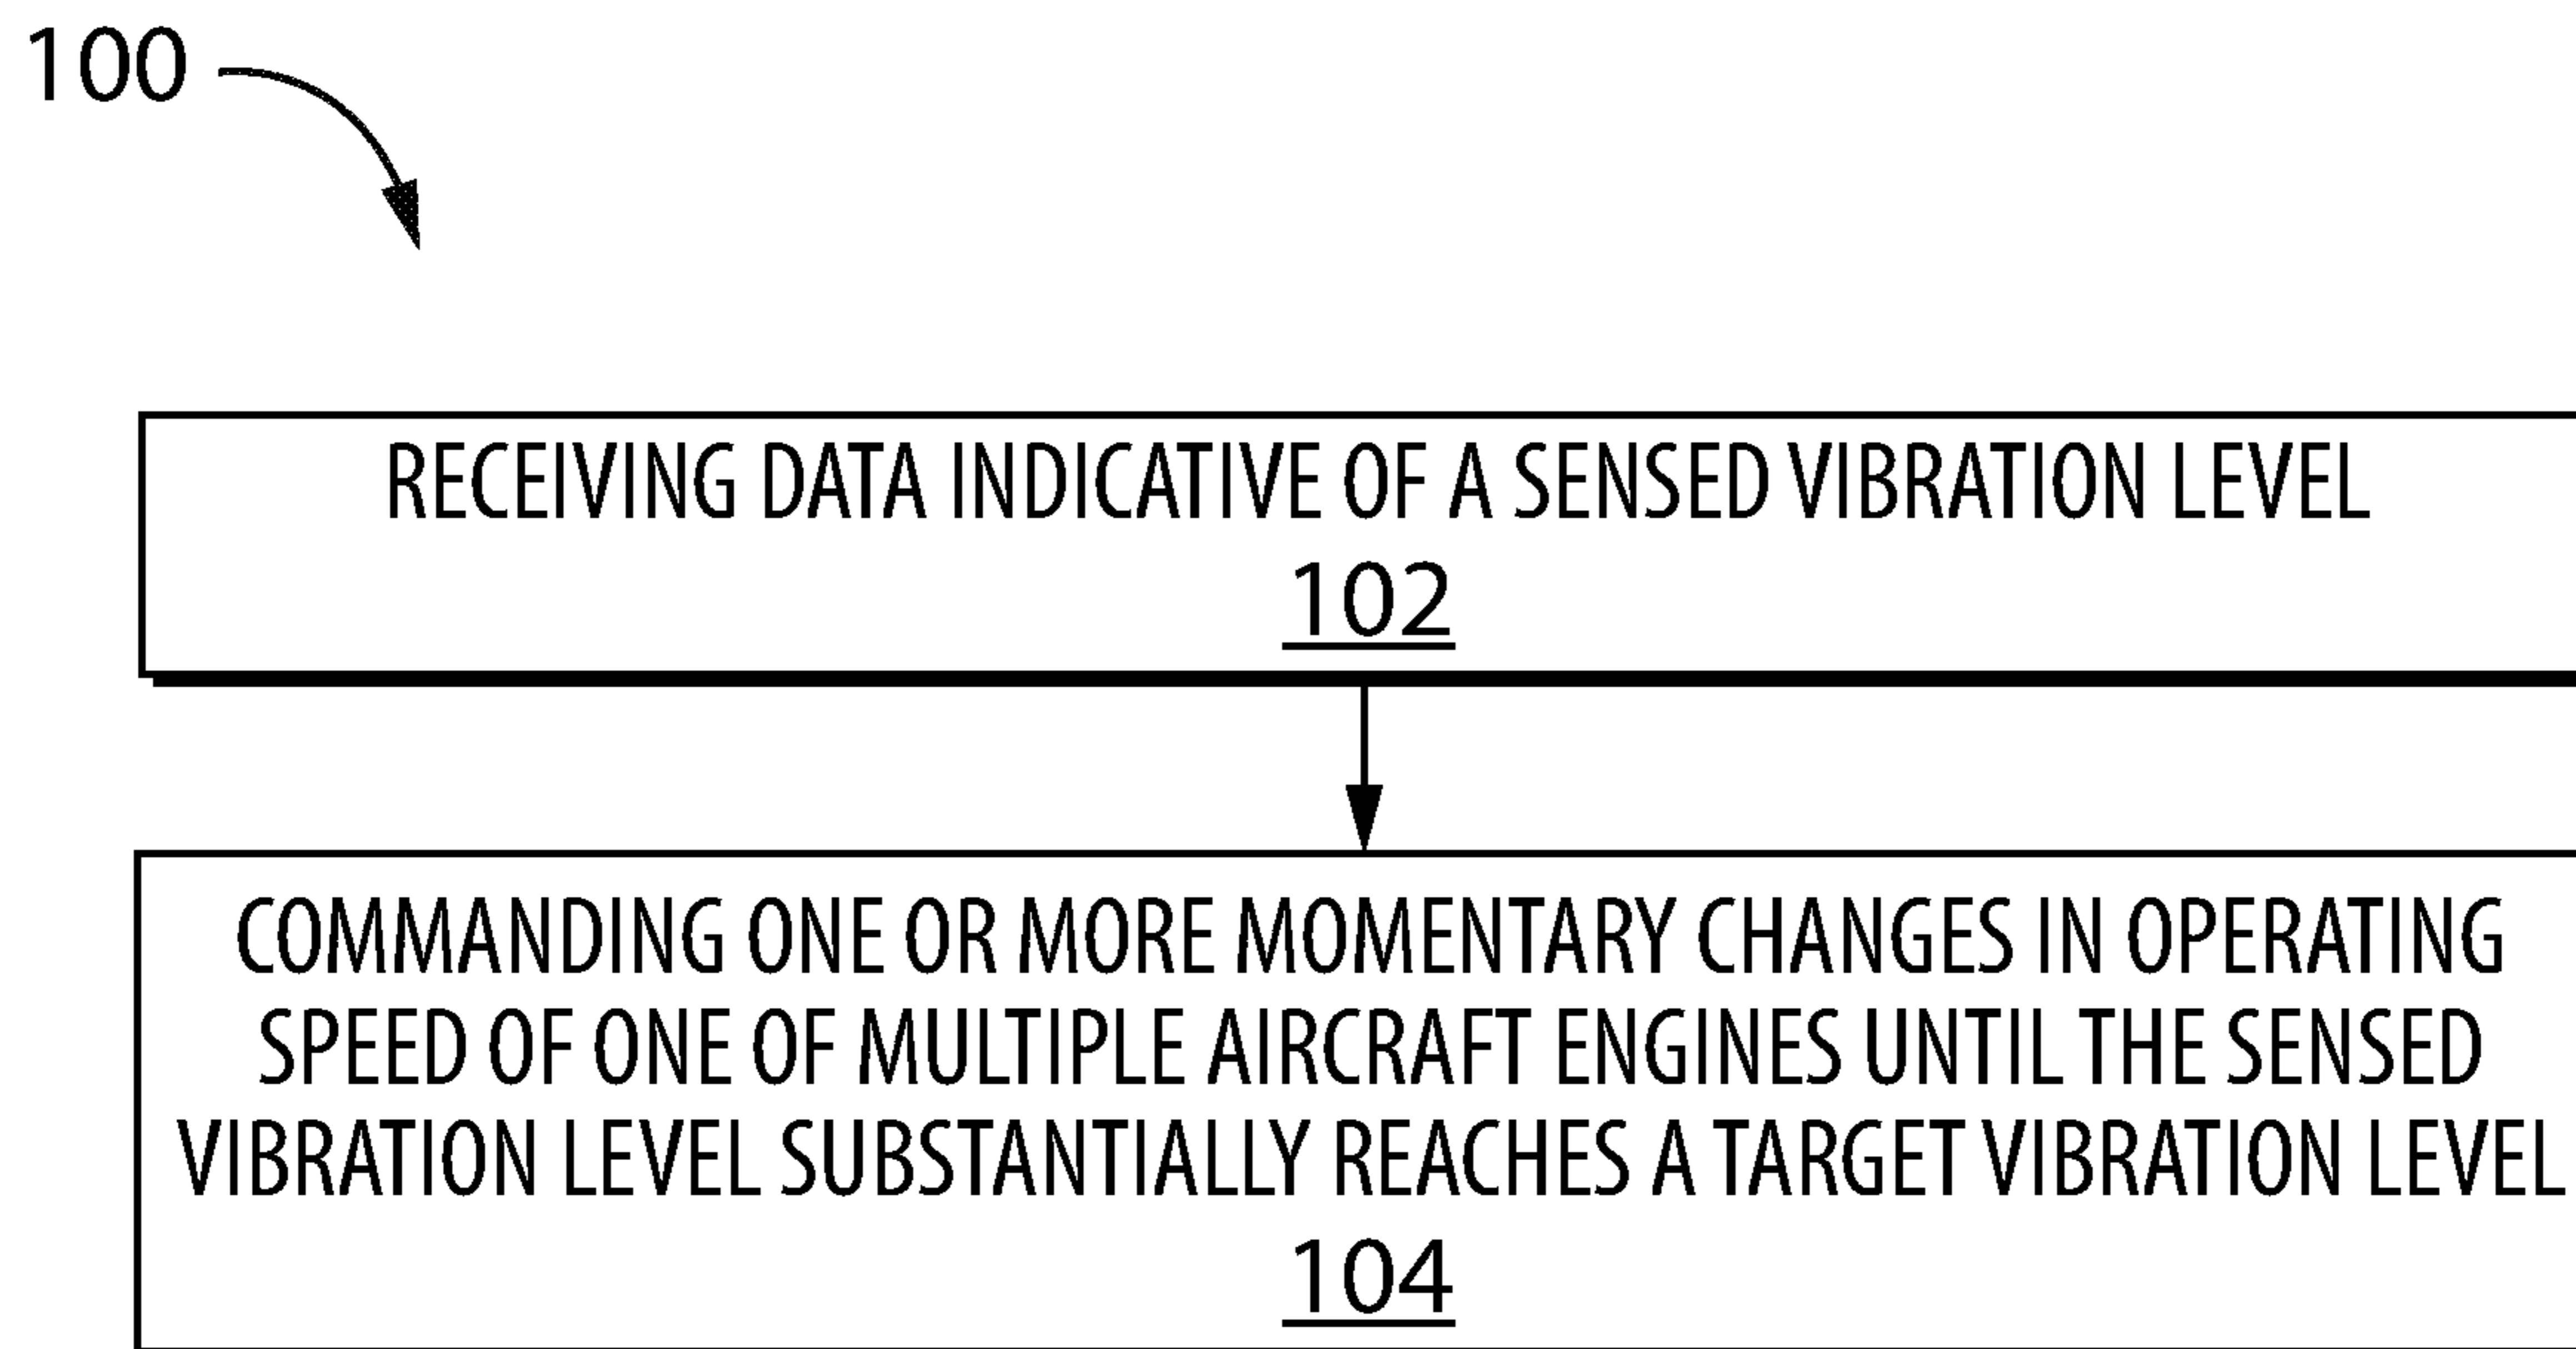 100
RECEIVING DATA INDICATIVE OF A SENSED VIBRATION LEVEL
102
COMMANDING ONE OR MORE MOMENTARY CHANGES IN OPERATING
SPEED OF ONE OF MULTIPLE AIRCRAFT ENGINES UNTIL THE SENSED
VIBRATION LEVEL SUBSTANTIALLY REACHES A TARGET VIBRATION LEVEL
104